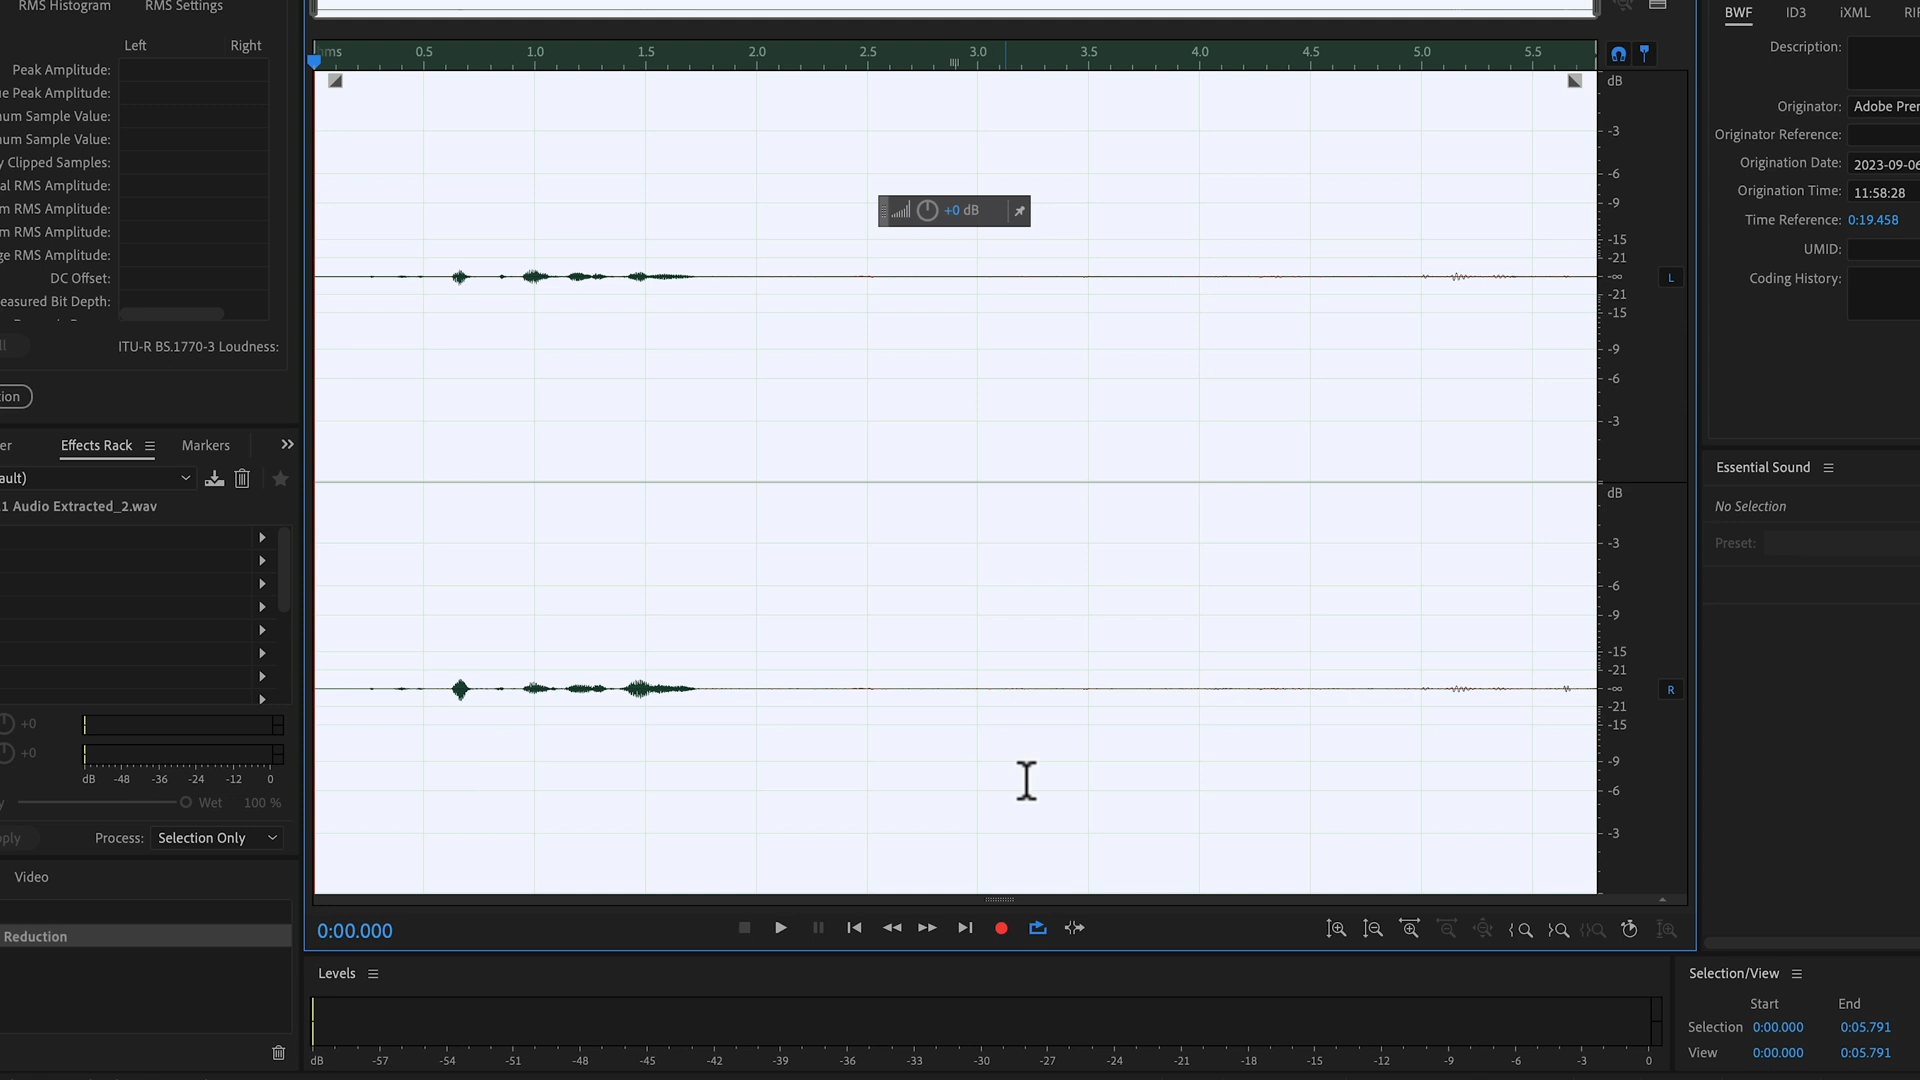 RMS Histogram RMS Settings
Left Right
Peak Amplitude:
e Peak Amplitude:
num Sample Value:
num Sample Value:
y Clipped Samples:
al RMS Amplitude:
m RMS Amplitude:
m RMS Amplitude:
ge RMS Amplitude:
DC Offset:
easured Bit Depth:
ITU-R BS.1770-3 Loudness:
tion
er Effects Rack Markers
ault)
1 Audio Extracted_2.wav
+0
+0
dB -48 -36 -24 -12 0
y Wet 100 %
pply Process: Selection Only
Video
Reduction
hms 0.5 1.0 1.5 2.0 2.5 3.0 3.5 4.0 4.5 5.0 5.5
+0 dB
dB
-3
-6
-9
-15
-21
-∞
-21
-15
-9
-6
-3
L
dB
-3
-6
-9
-15
-21
-∞
-21
-15
-9
-6
-3
R
0:00.000
Levels
dB -57 -54 -51 -48 -45 -42 -39 -36 -33 -30 -27 -24 -21 -18 -15 -12 -9 -6 -3 0
BWF ID3 iXML RIF
Description:
Originator: Adobe Prem
Originator Reference:
Origination Date: 2023-09-06
Origination Time: 11:58:28
Time Reference: 0:19.458
UMID:
Coding History:
Essential Sound
No Selection
Preset:
Selection/View
Start End
Selection 0:00.000 0:05.791
View 0:00.000 0:05.791